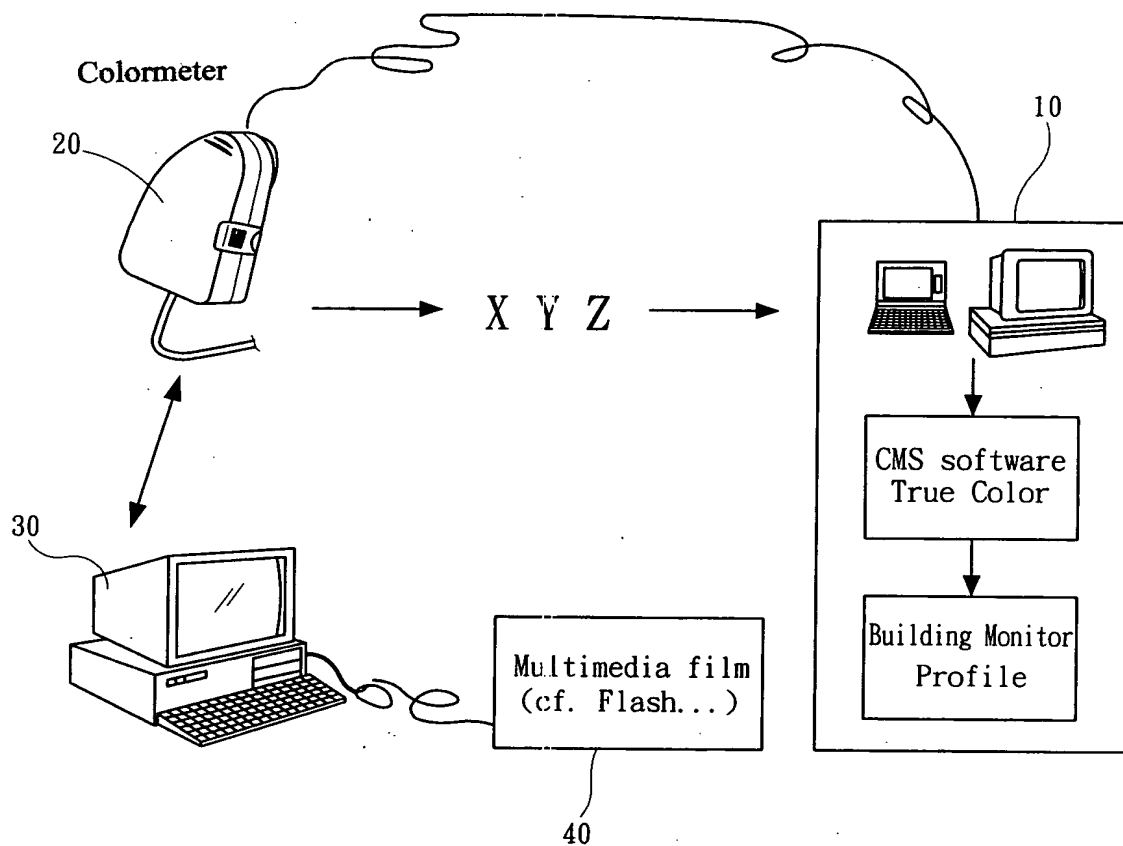 Colormeter
20
10
X Y Z
CMS software
True Color
30
Building Monitor
Profile
Multimedia film
(cf. Flash...)
40